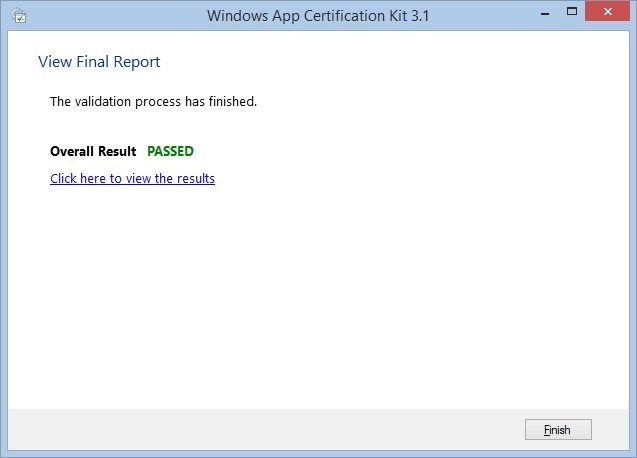 Windows App Certification Kit 3.1
View Final Report
The validation process has finished.
Overall Result PASSED
Click here to view the results
Finish